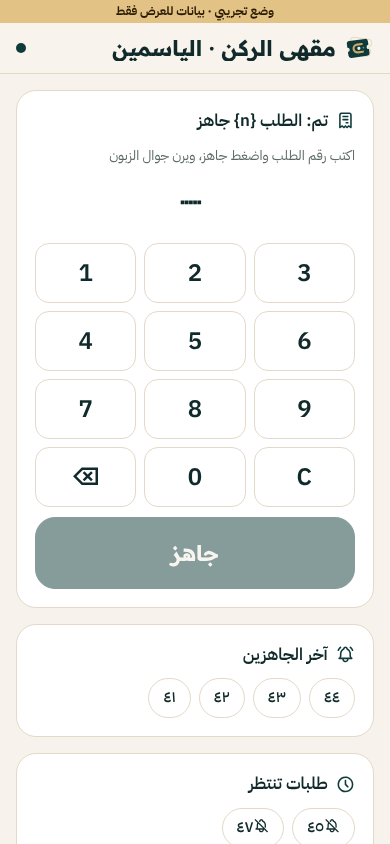 وضع تجريبي · بيانات للعرض فقط
مقهى الركن · الياسمين
تم: الطلب {n} جاهز
اكتب رقم الطلب واضغط جاهز، ويرن جوال الزبون
-----
1 2 3
4 5 6
7 8 9
0 C
جاهز
آخر الجاهزين
٤٤ ٤٣ ٤٢ ٤١
طلبات تنتظر
٤٥ ٤٧